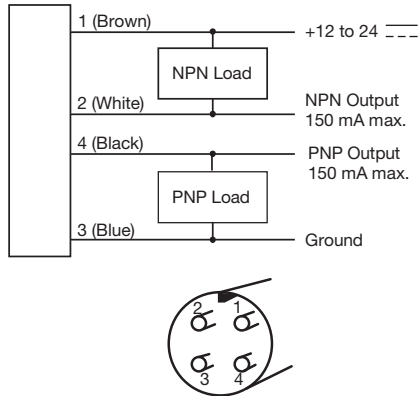 1 (Brown)
+12 to 24
NPN Load
2 (White)
NPN Output
150 mA max.
4 (Black)
PNP Output
150 mA max.
PNP Load
3 (Blue)
Ground
2 1
3 4